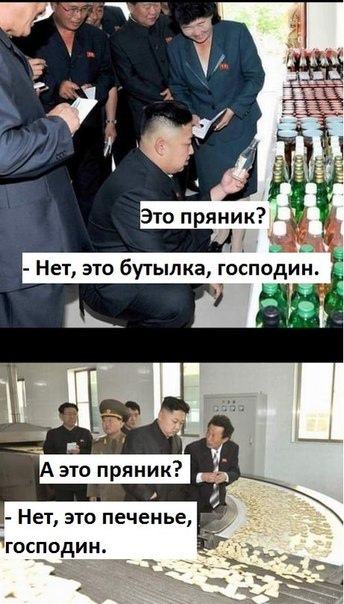 Это пряник?
- Нет, это бутылка, господин.
А это пряник?
- Нет, это печенье,
господин.